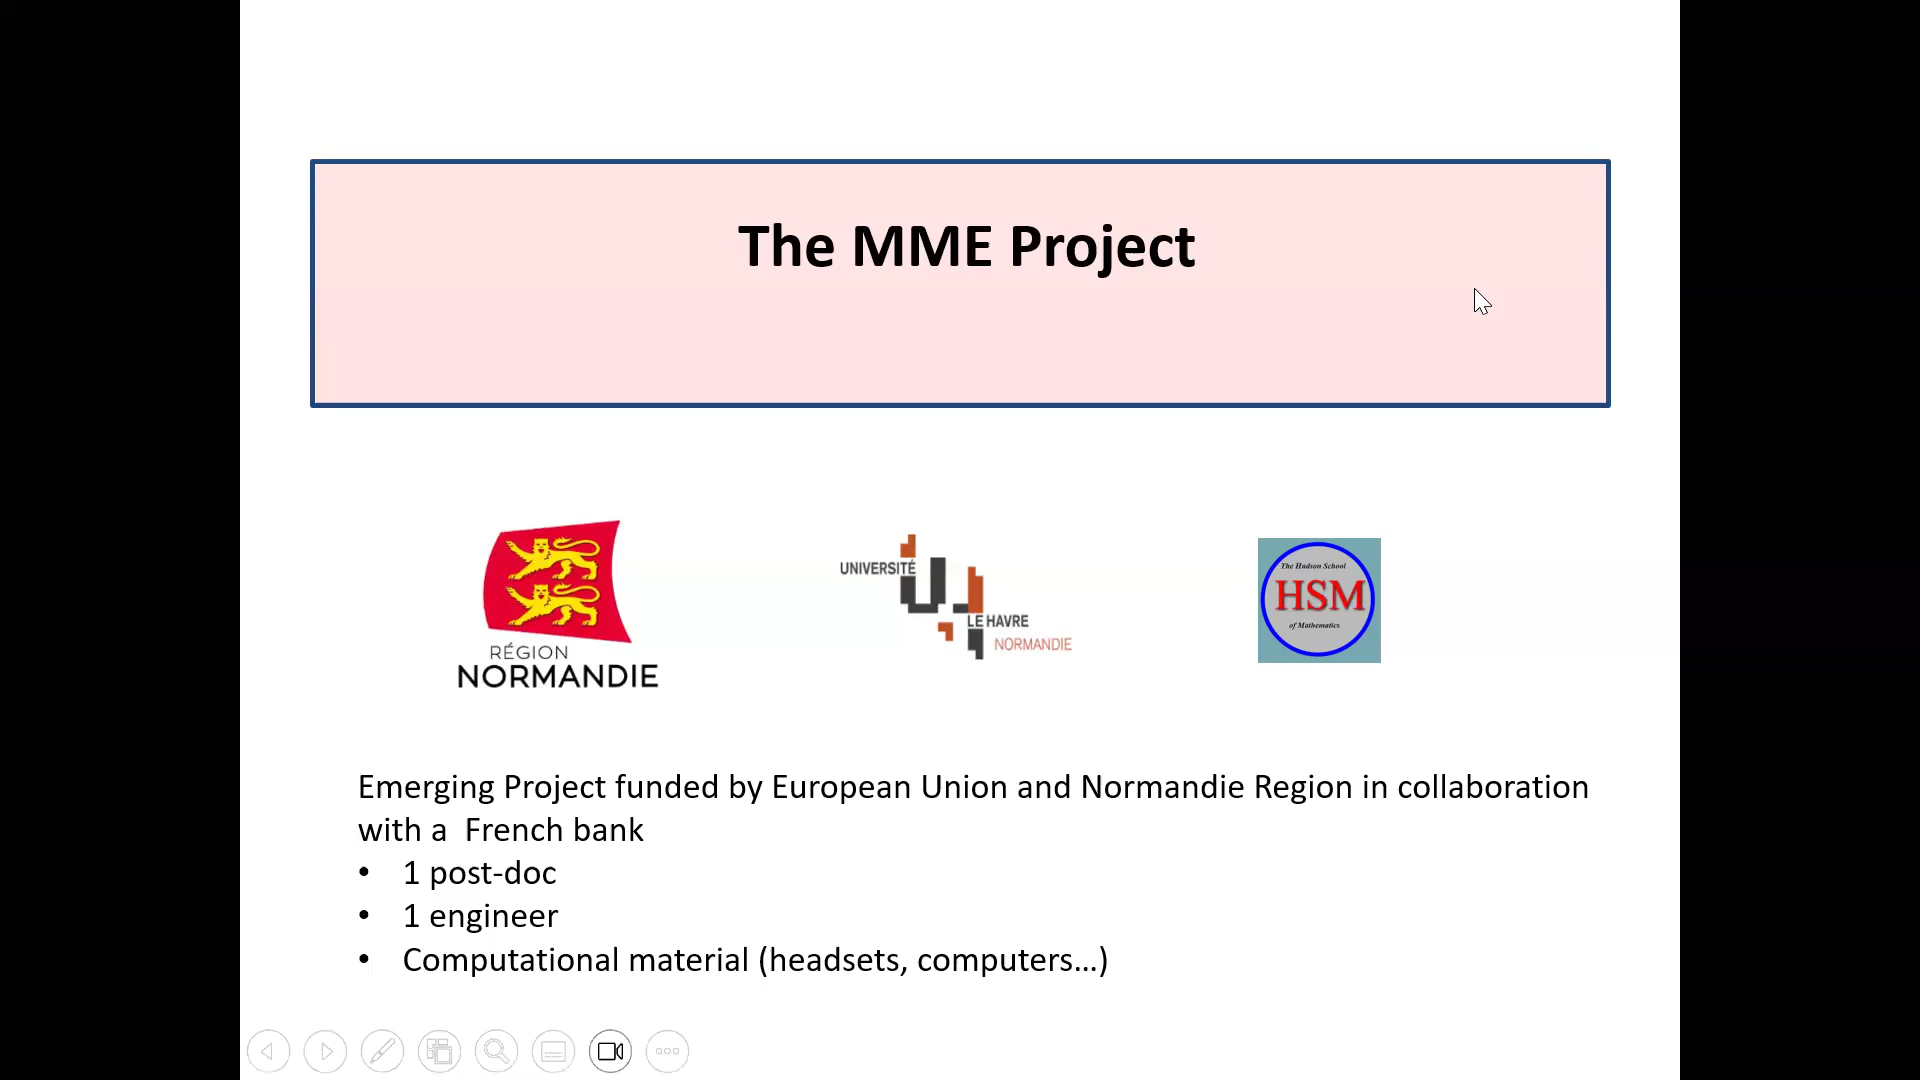 The MME Project
RÉGION
NORMANDIE
UNIVERSITÉ
LE HAVRE
NORMANDIE
The Hudson School
HSM
of Mathematics
Emerging Project funded by European Union and Normandie Region in collaboration
with a  French bank
• 1 post-doc
• 1 engineer
• Computational material (headsets, computers…)